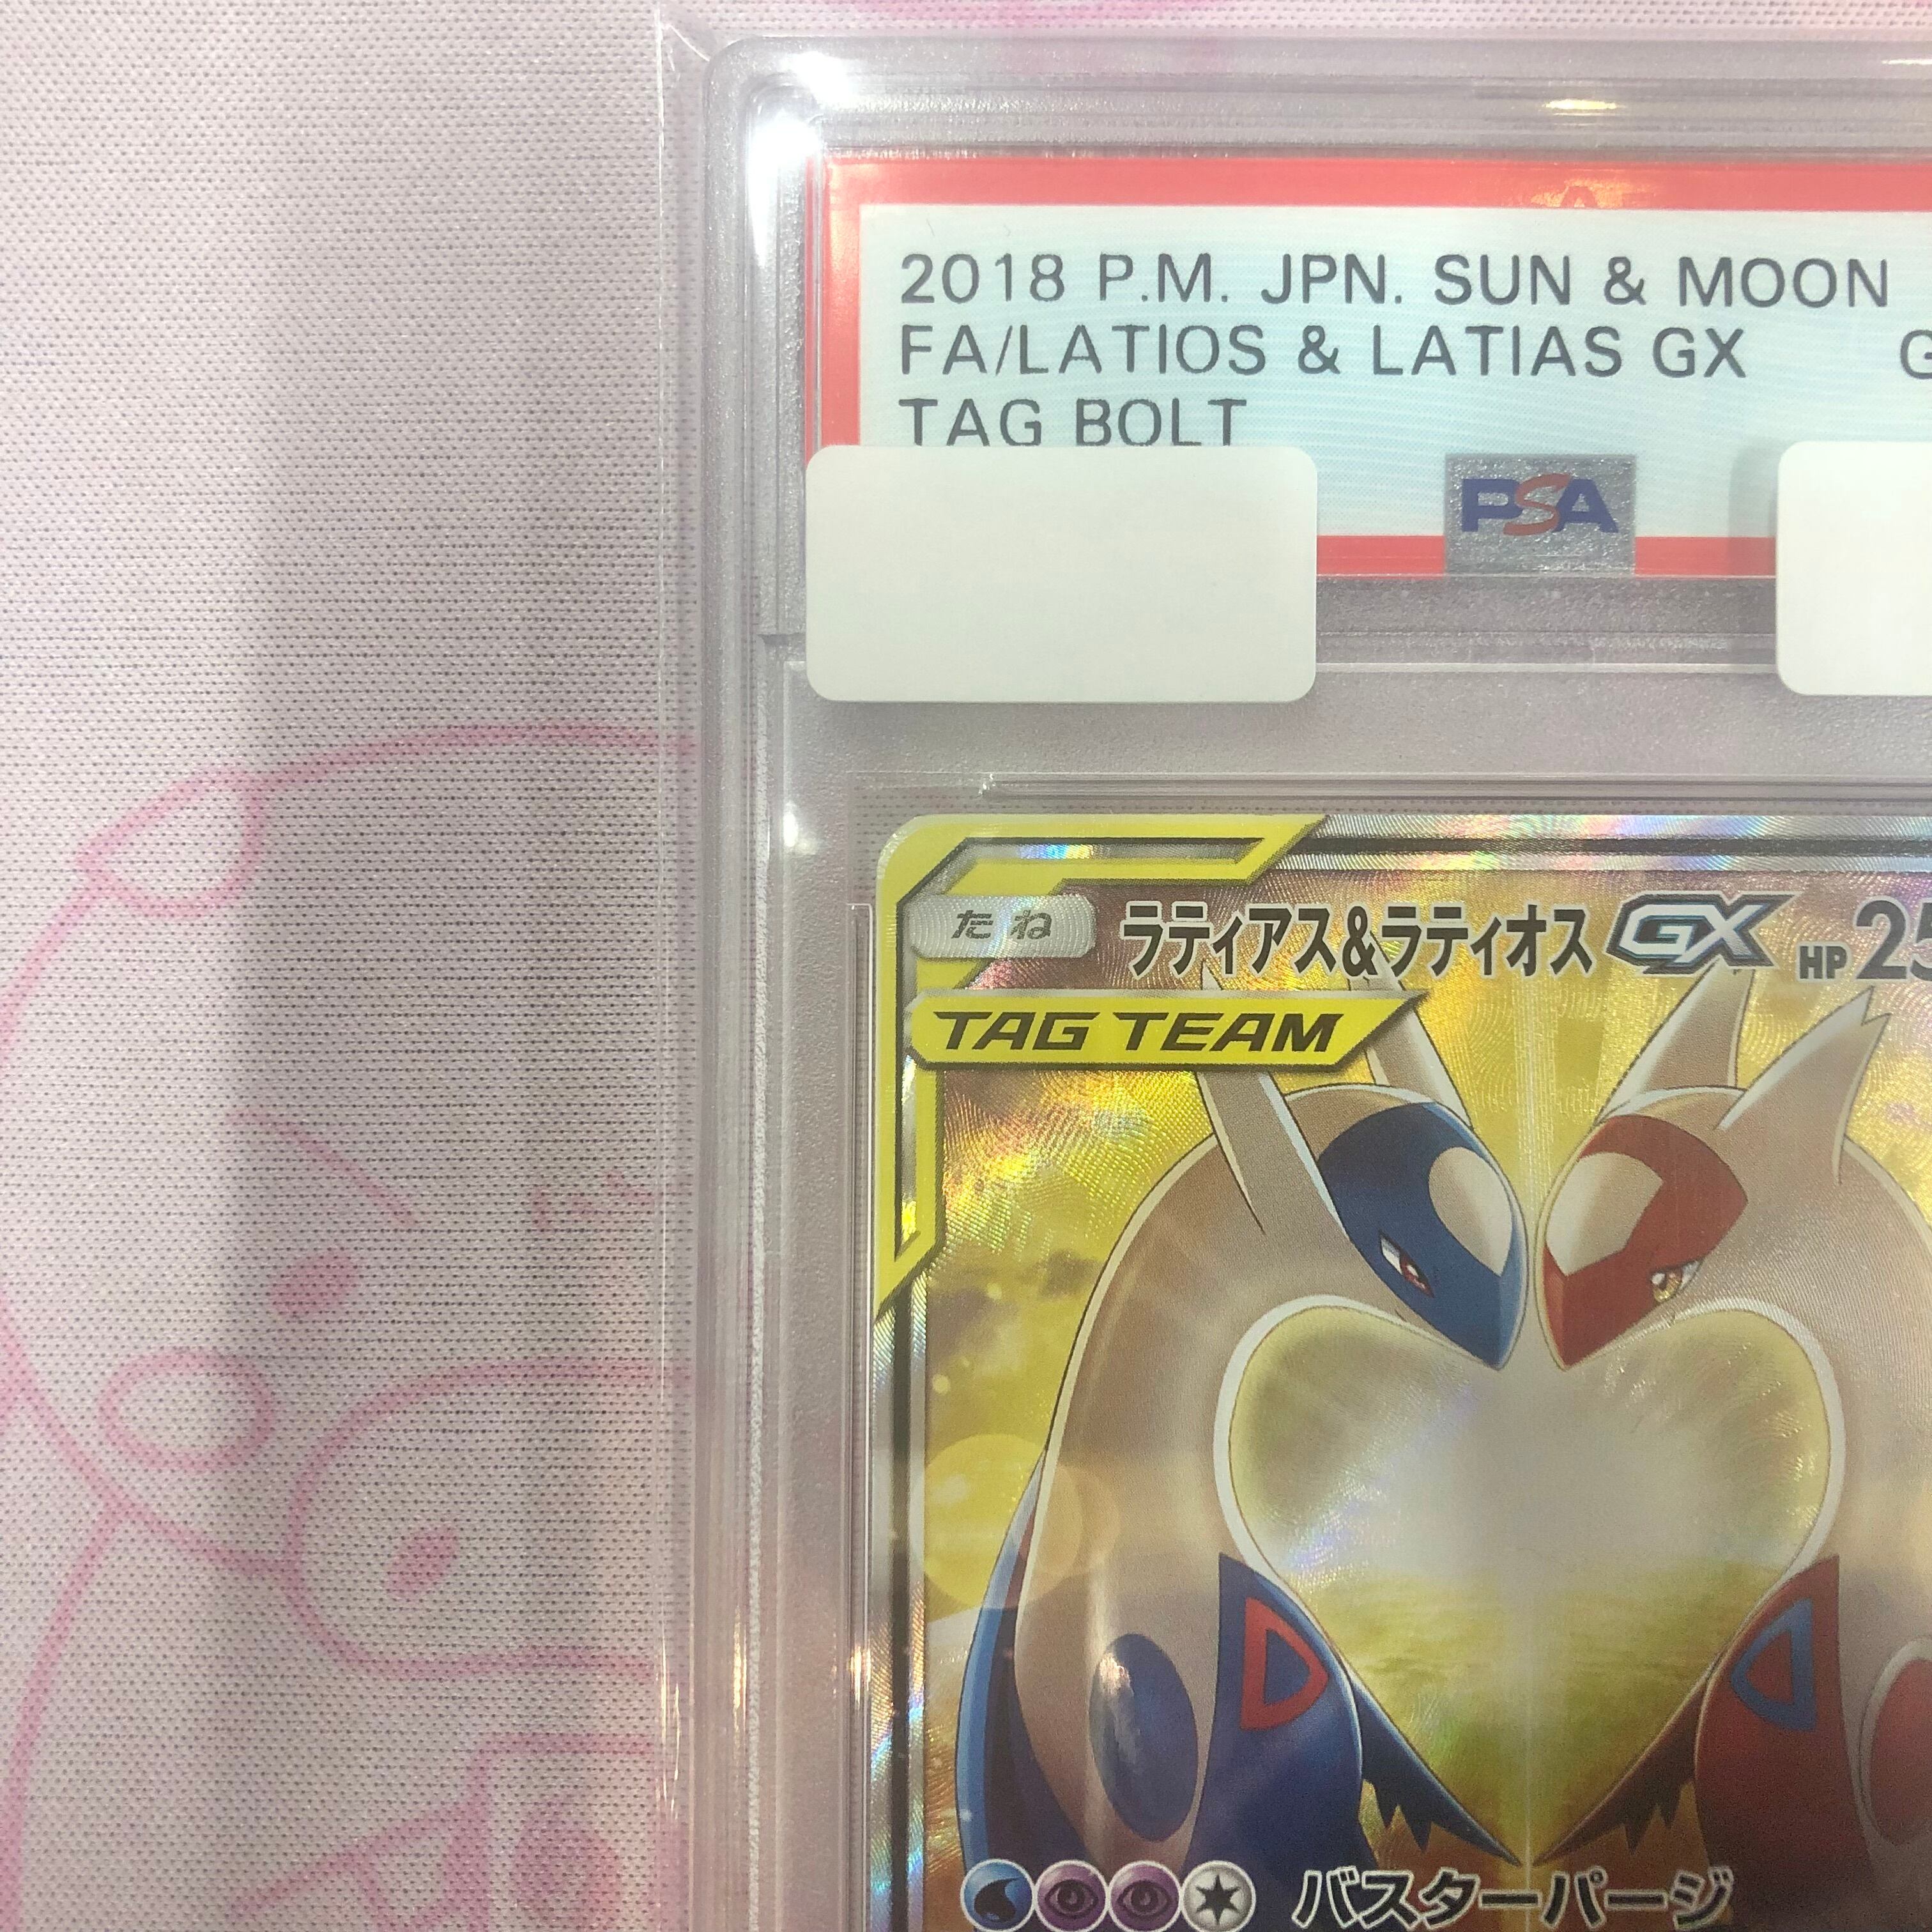 2018 P.M. JPN. SUN & MOON
FA/LATIOS & LATIAS GX
TAG BOLT
PSA
たね ラティアス&ラティオス GX HP 25
TAG TEAM
バスターパージ